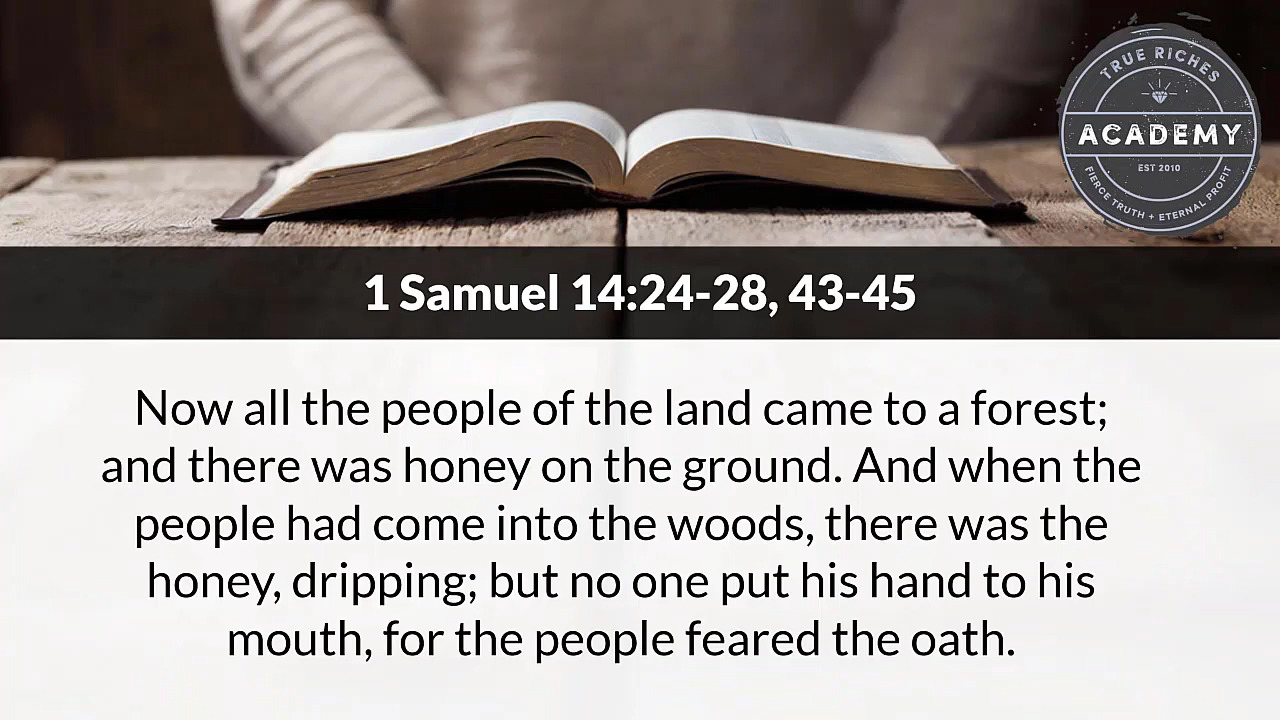 TRUE RICHES
ACADEMY
EST 2010
FIERCE TRUTH + ETERNAL PROFIT
1 Samuel 14:24-28, 43-45
Now all the people of the land came to a forest;
and there was honey on the ground. And when the
people had come into the woods, there was the
honey, dripping; but no one put his hand to his
mouth, for the people feared the oath.